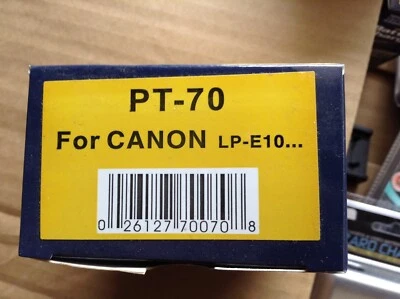 PT-70
For CANON LP-E10...
0 26127 70070 8